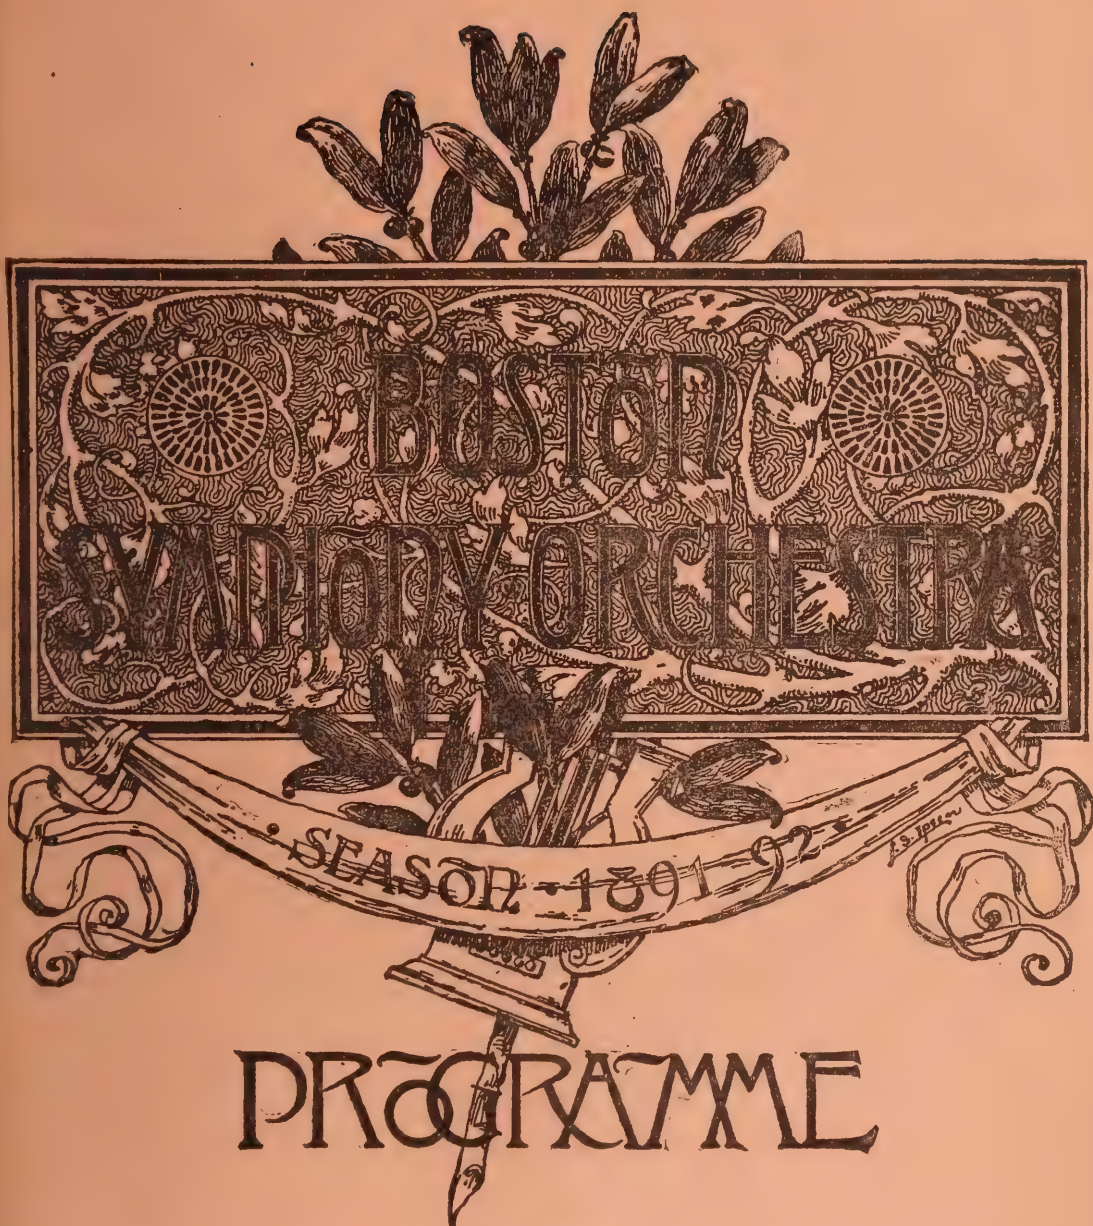 BOSTON
SYMPHONY ORCHESTRA
• SEASON - 1891-92 •
PROGRAMME